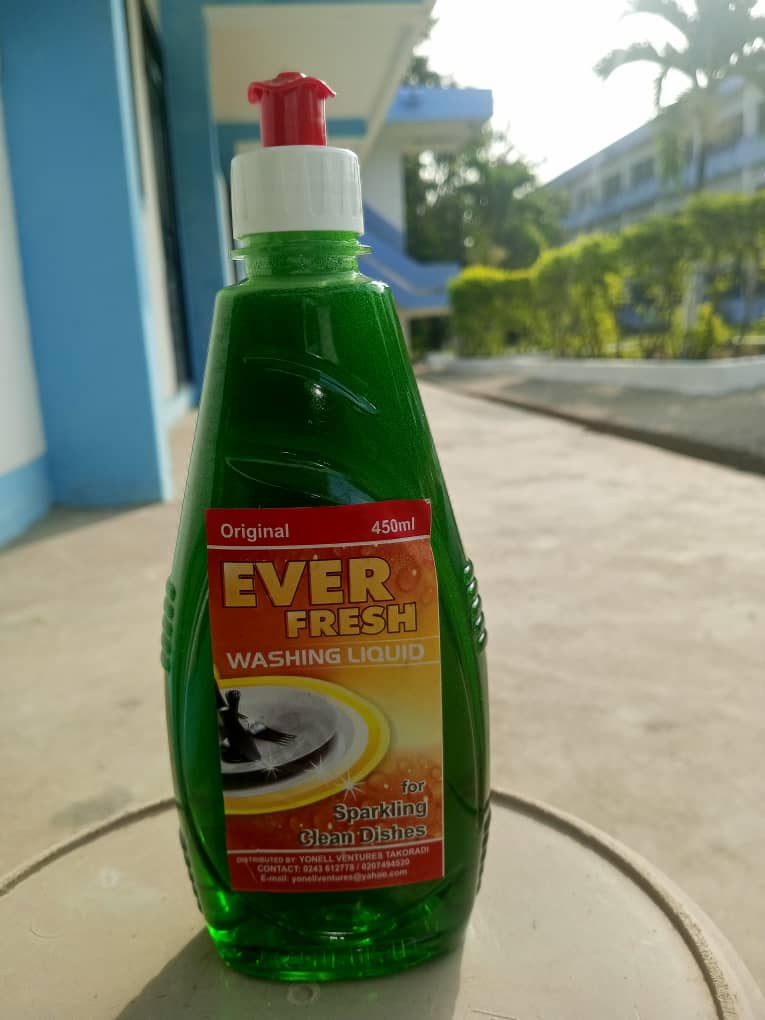 Original 450ml
EVER
FRESH
WASHING LIQUID
for
Sparkling
Clean Dishes
DISTRIBUTED BY: YONELL VENTURES TAKORADI
CONTACT: 0243 612778 / 0207494520
E-mail: yonellventures@yahoo.com